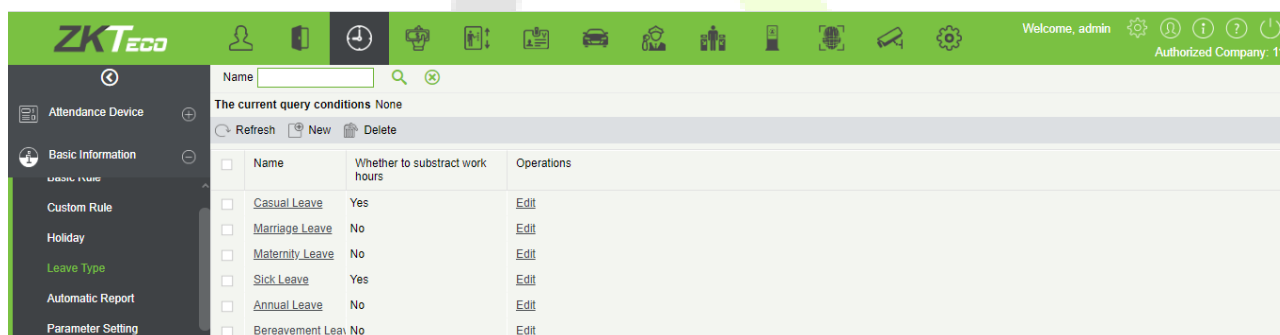 ZKTECO
Welcome, admin
Authorized Company: 1
Name
The current query conditions None
Refresh New Delete
Attendance Device
Basic Information
Basic Rule
Custom Rule
Holiday
Leave Type
Automatic Report
Parameter Setting
Name Whether to substract work hours Operations
Casual Leave Yes Edit
Marriage Leave No Edit
Maternity Leave No Edit
Sick Leave Yes Edit
Annual Leave No Edit
Bereavement Leav No Edit